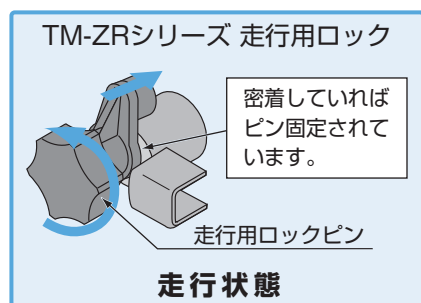 TM-ZRシリーズ 走行用ロック
密着していれば
ピン固定されて
います。
走行用ロックピン
走行状態